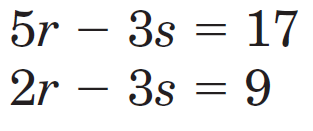 5r − 3s = 17
2r − 3s = 9